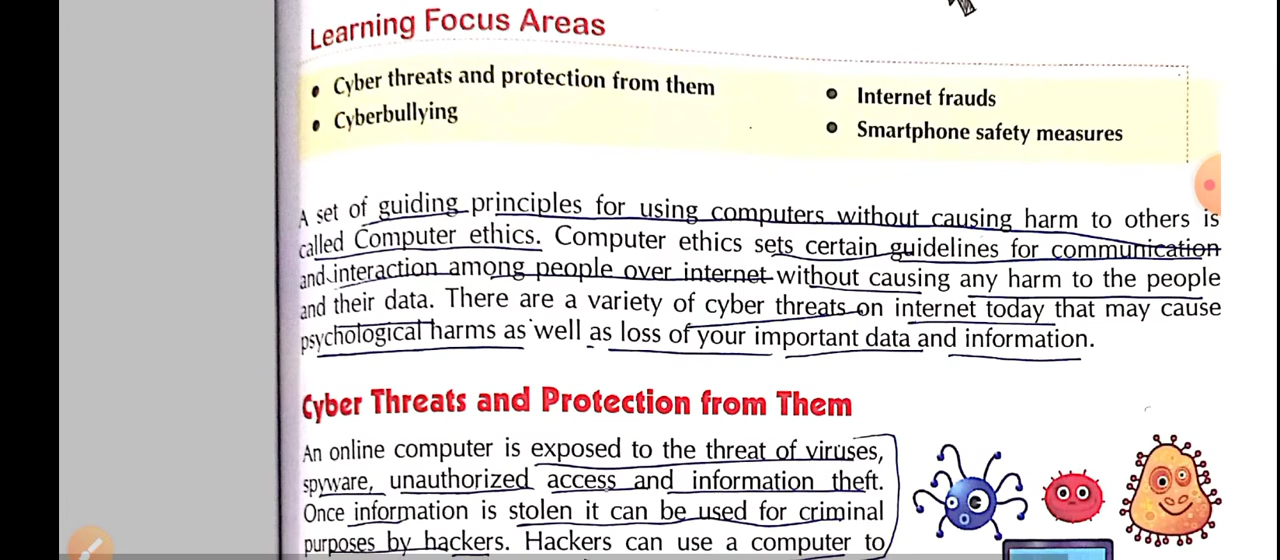 Learning Focus Areas
• Cyber threats and protection from them
• Cyberbullying
• Internet frauds
• Smartphone safety measures
A set of guiding principles for using computers without causing harm to others is
called Computer ethics. Computer ethics sets certain guidelines for communication
and interaction among people over internet without causing any harm to the people
and their data. There are a variety of cyber threats on internet today that may cause
psychological harms as well as loss of your important data and information.
Cyber Threats and Protection from Them
An online computer is exposed to the threat of viruses,
spyware, unauthorized access and information theft.
Once information is stolen it can be used for criminal
purposes by hackers. Hackers can use a computer to